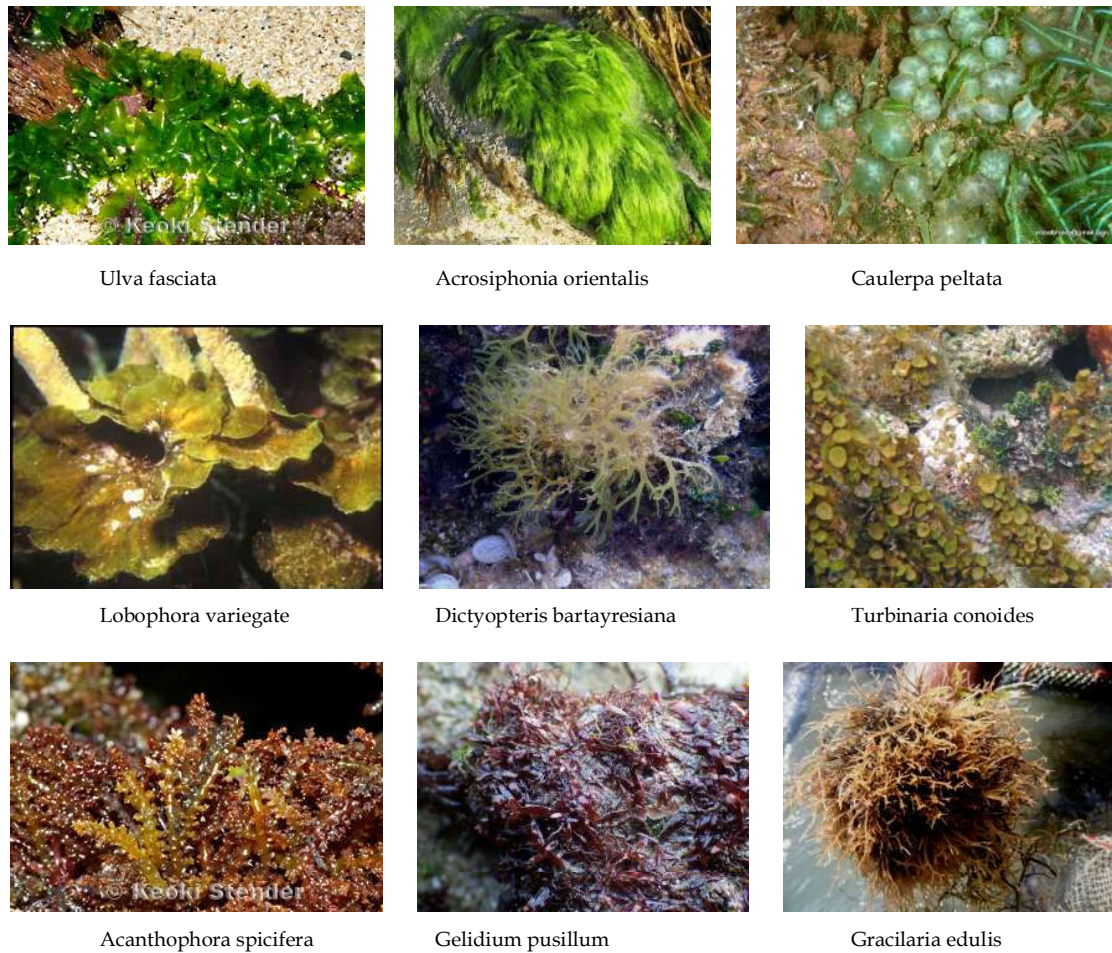 © Keoki Stender
Ulva fasciata
Acrosiphonia orientalis
Caulerpa peltata
Lobophora variegate
Dictyopteris bartayresiana
Turbinaria conoides
© Keoki Stender
Acanthophora spicifera
Gelidium pusillum
Gracilaria edulis